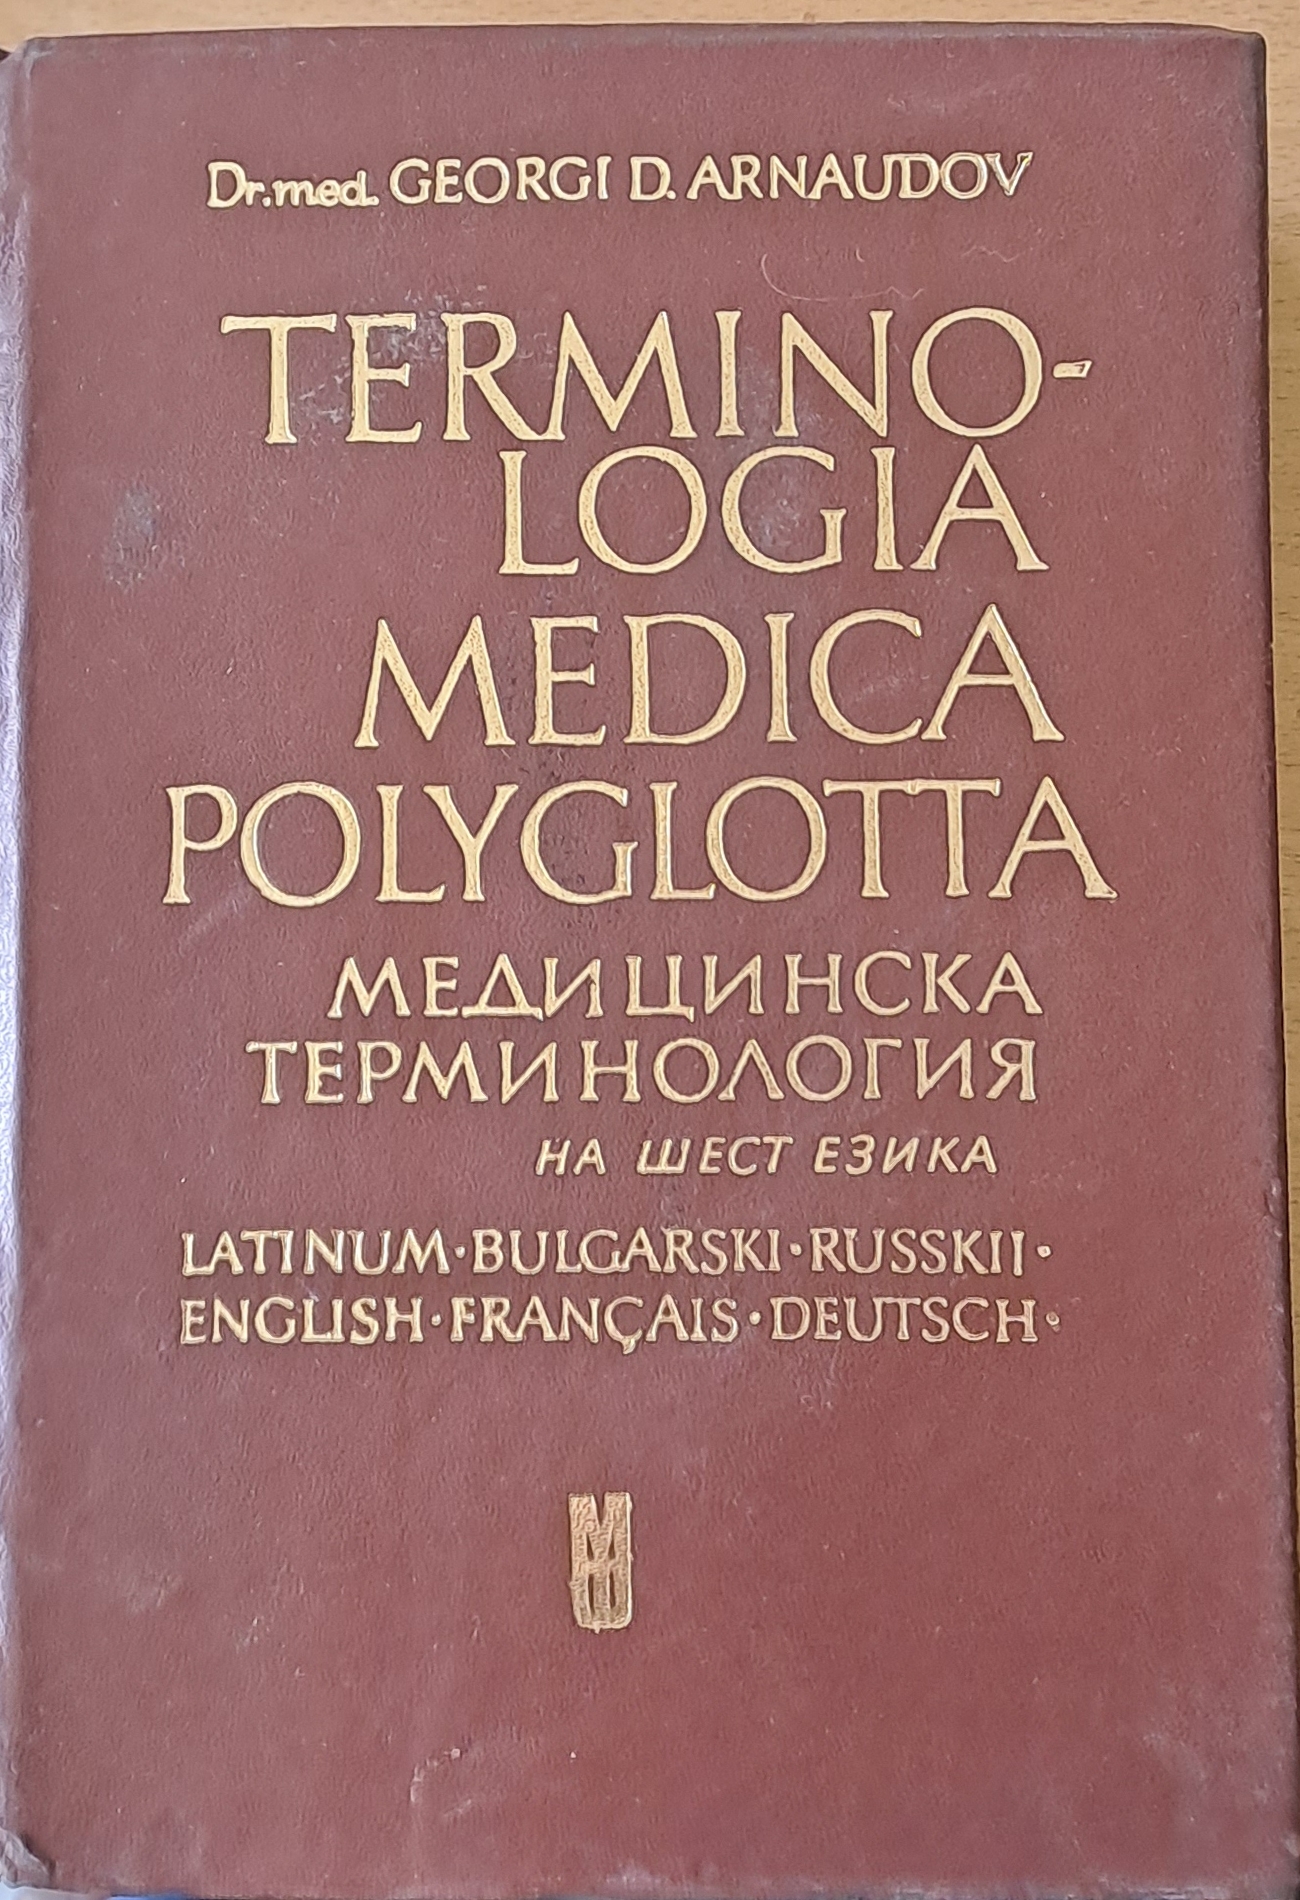 Dr. med. GEORGI D. ARNAUDOV
TERMINO-
LOGIA
MEDICA
POLYGLOTTA
МЕДИЦИНСКА
ТЕРМИНОЛОГИЯ
НА ШЕСТ ЕЗИКА
LATINUM · BULGARSKI · RUSSKII ·
ENGLISH · FRANÇAIS · DEUTSCH ·